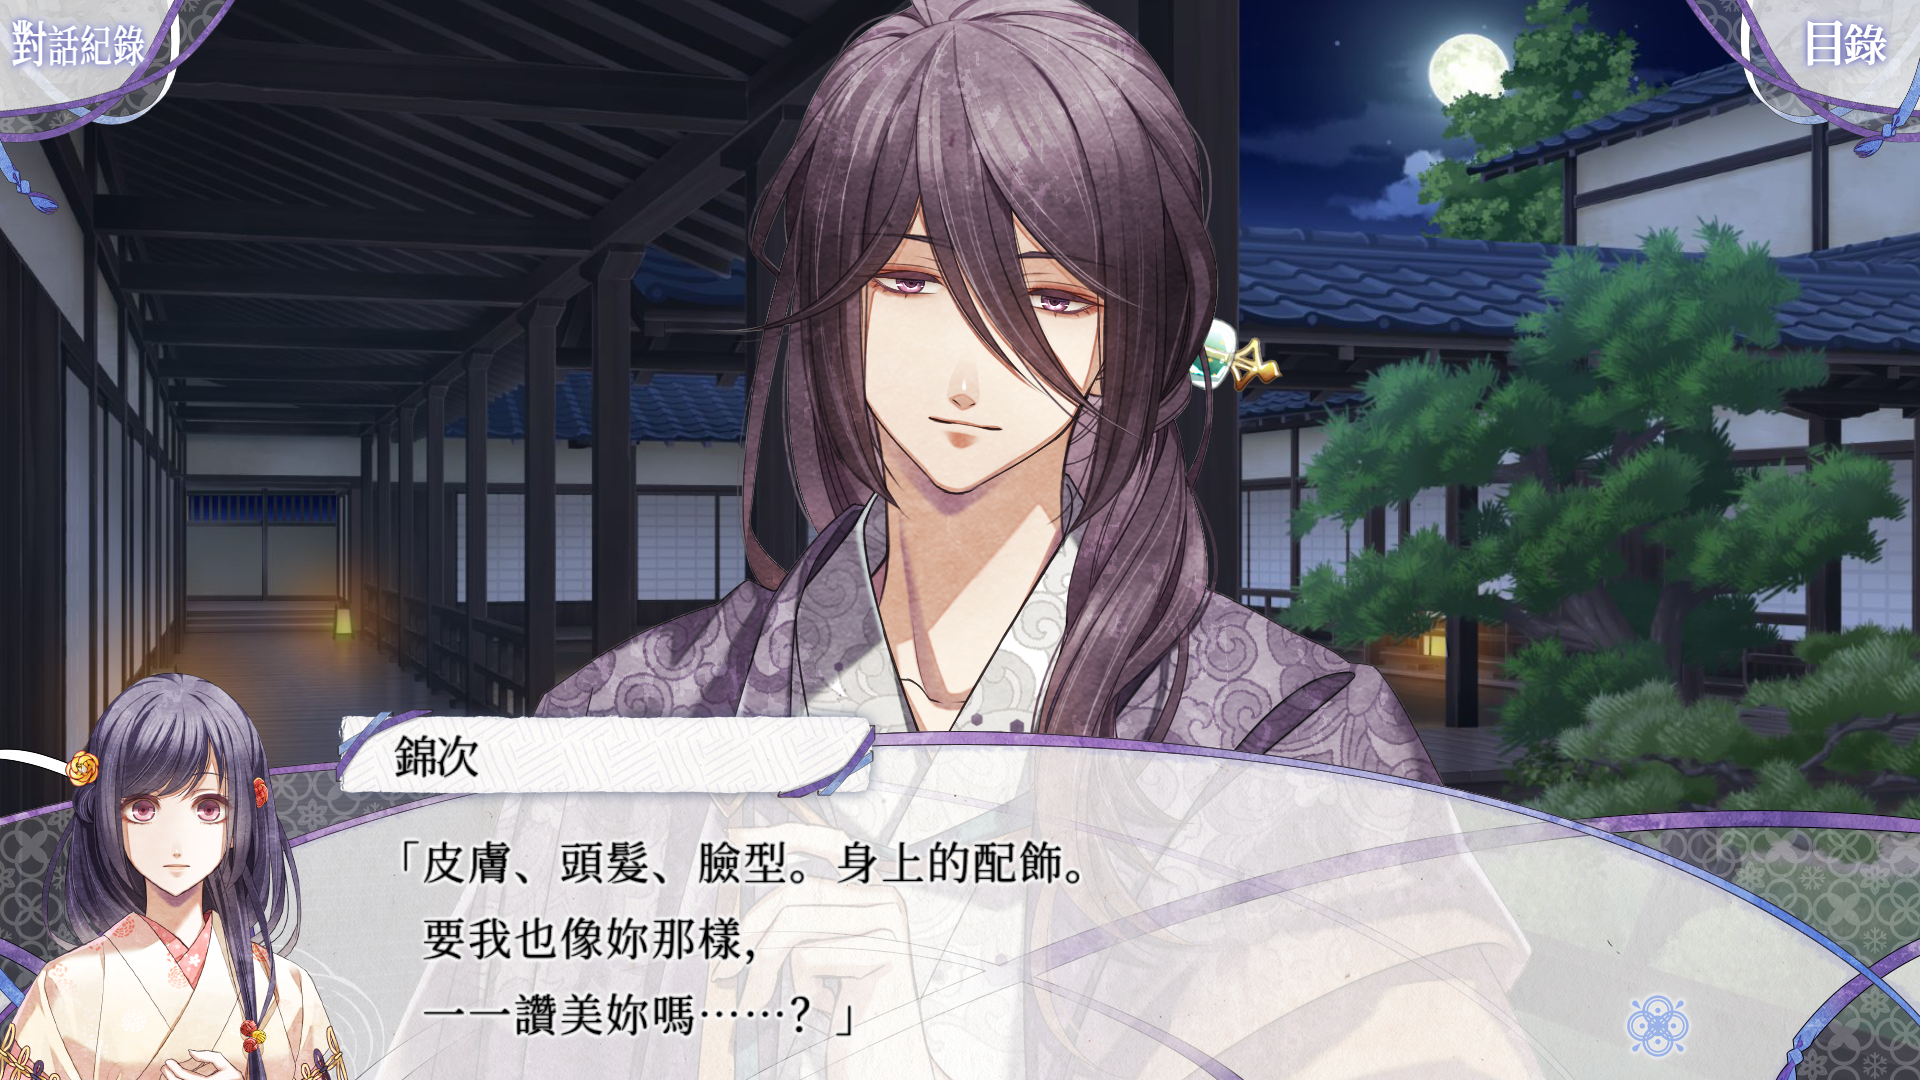 對話紀錄
目錄
錦次
「皮膚、頭髮、臉型。身上的配飾。
要我也像妳那樣,
一一讚美妳嗎……？」